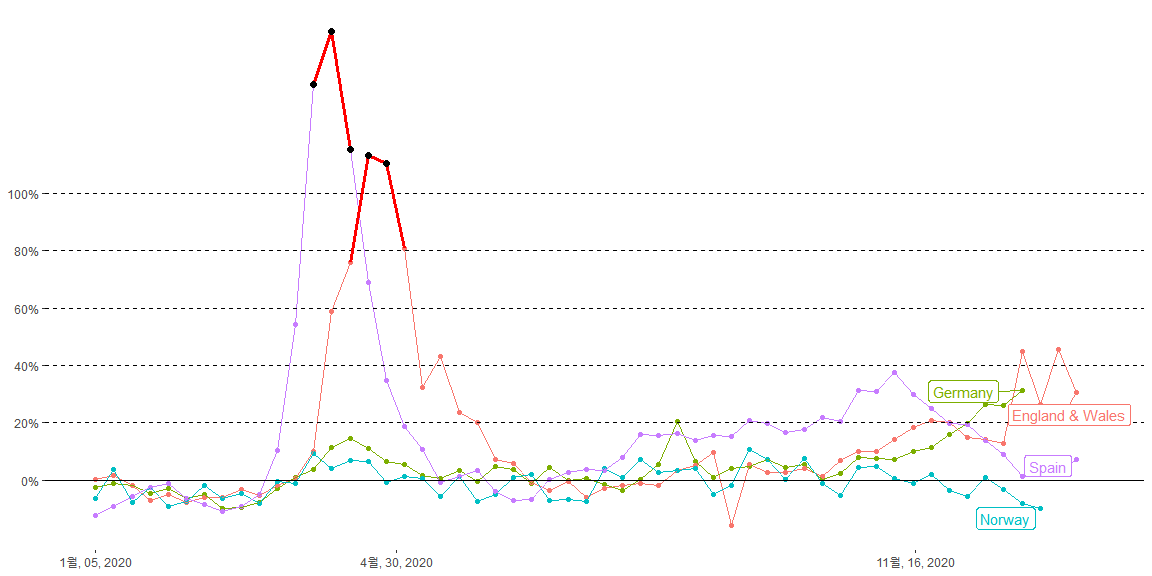 100%
80%
60%
40%
20%
0%
Germany
England & Wales
Spain
Norway
1월, 05, 2020
4월, 30, 2020
11월, 16, 2020